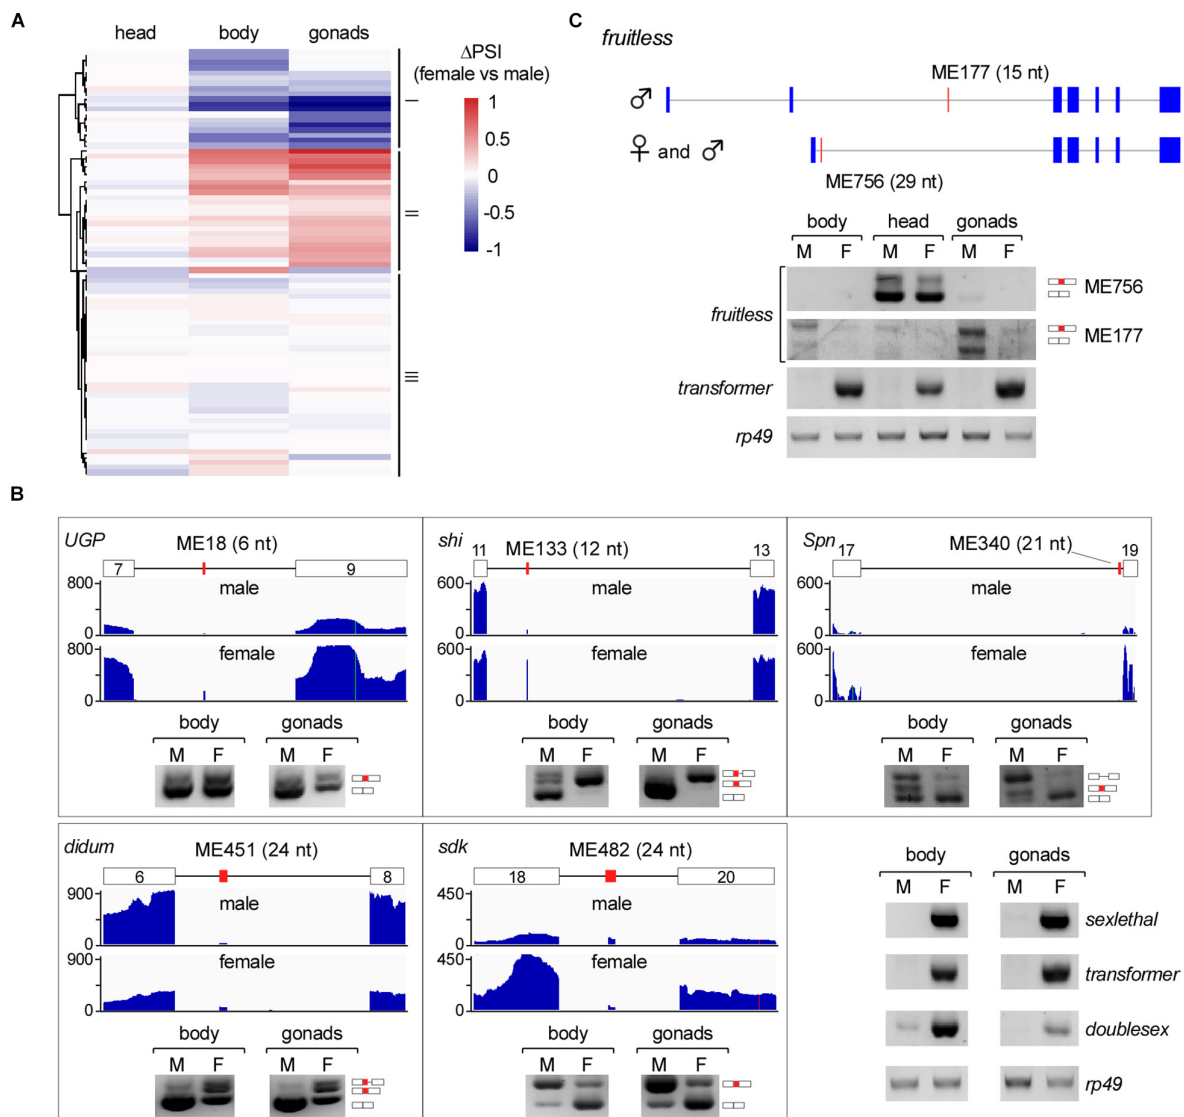 A
head body gonads
ΔPSI
(female vs male)
1
0.5
0
-0.5
-1
I
II
III
C
fruitless
ME177 (15 nt)
♂
♀ and ♂
ME756 (29 nt)
body head gonads
M F M F M F
fruitless
ME756
ME177
transformer
rp49
B
UGP
ME18 (6 nt)
7 9
800
male
0
800
female
0
body gonads
M F M F
shi
11 ME133 (12 nt) 13
600
male
0
600
female
0
body gonads
M F M F
Spn
17 ME340 (21 nt) 19
600
male
0
600
female
0
body gonads
M F M F
didum
ME451 (24 nt)
6 8
900
male
0
900
female
0
body gonads
M F M F
sdk
ME482 (24 nt)
18 20
450
male
0
450
female
0
body gonads
M F M F
body gonads
M F M F
sexlethal
transformer
doublesex
rp49